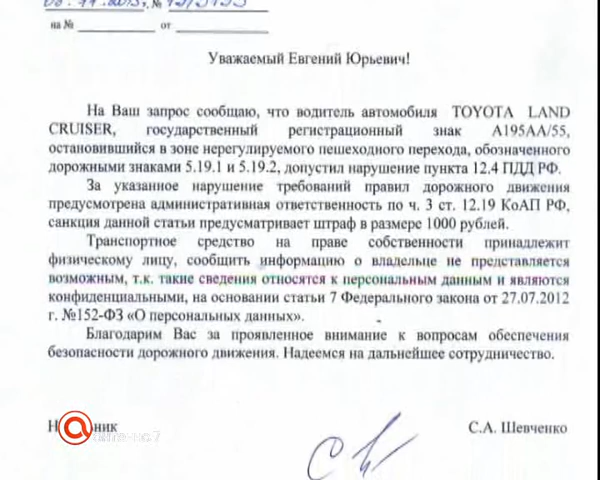 на №            от
Уважаемый Евгений Юрьевич!
На Ваш запрос сообщаю, что водитель автомобиля TOYOTA LAND
CRUISER, государственный регистрационный знак А195АА/55,
остановившийся в зоне нерегулируемого пешеходного перехода, обозначенного
дорожными знаками 5.19.1 и 5.19.2, допустил нарушение пункта 12.4 ПДД РФ.
За указанное нарушение требований правил дорожного движения
предусмотрена административная ответственность по ч. 3 ст. 12.19 КоАП РФ,
санкция данной статьи предусматривает штраф в размере 1000 рублей.
Транспортное средство на праве собственности принадлежит
физическому лицу, сообщить информацию о владельце не представляется
возможным, т.к. такие сведения относятся к персональным данным и являются
конфиденциальными, на основании статьи 7 Федерального закона от 27.07.2012
г. №152-ФЗ «О персональных данных».
Благодарим Вас за проявленное внимание к вопросам обеспечения
безопасности дорожного движения. Надеемся на дальнейшее сотрудничество.
С.А. Шевченко